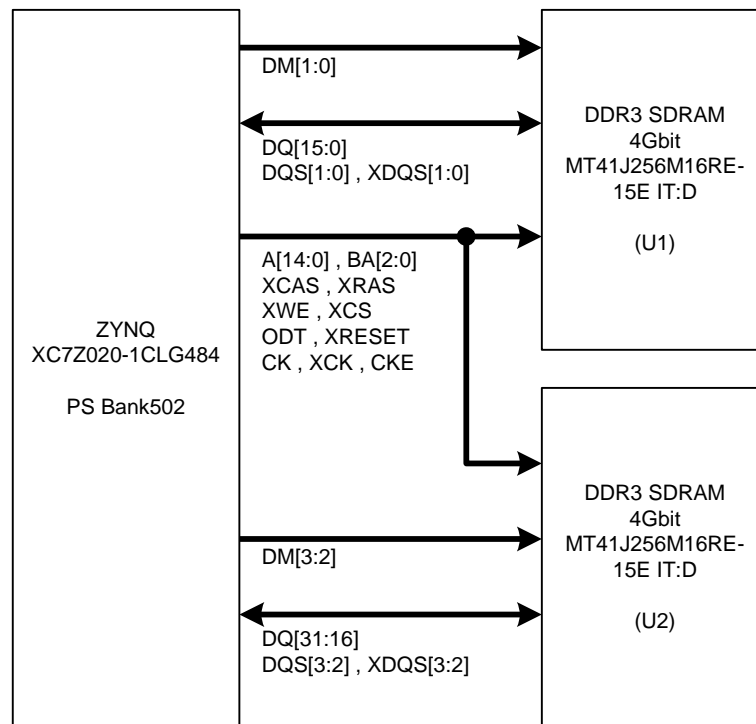 ZYNQ
XC7Z020-1CLG484
PS Bank502
DM[1:0]
DQ[15:0]
DQS[1:0] , XDQS[1:0]
A[14:0] , BA[2:0]
XCAS , XRAS
XWE , XCS
ODT , XRESET
CK , XCK , CKE
DM[3:2]
DQ[31:16]
DQS[3:2] , XDQS[3:2]
DDR3 SDRAM
4Gbit
MT41J256M16RE-
15E IT:D
(U1)
DDR3 SDRAM
4Gbit
MT41J256M16RE-
15E IT:D
(U2)